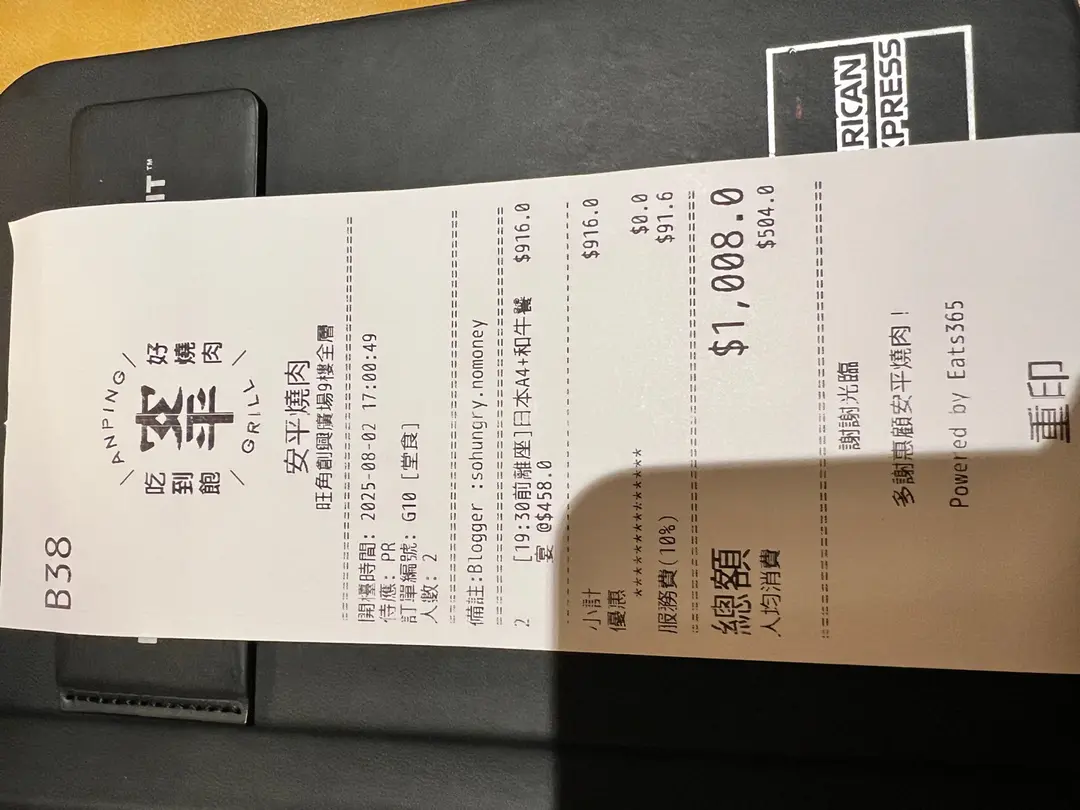 RICAN
XPRESS
IT™
B38
ANPING
GRILL
吃到飽
好燒肉
安平
安平燒肉
旺角創興廣場9樓全層
開檯時間: 2025-08-02 17:00:49
侍應: PR
訂單編號: G10 [堂食]
人數: 2
備註:Blogger :sohungry.nomoney
2 [19:30前離座]日本A4+和牛饗 $916.0
宴 @$458.0
小計 $916.0
優惠 $0.0
******************
服務費(10%) $91.6
總額 $1,008.0
人均消費 $504.0
謝謝光臨
多謝惠顧安平燒肉!
Powered by Eats365
重印